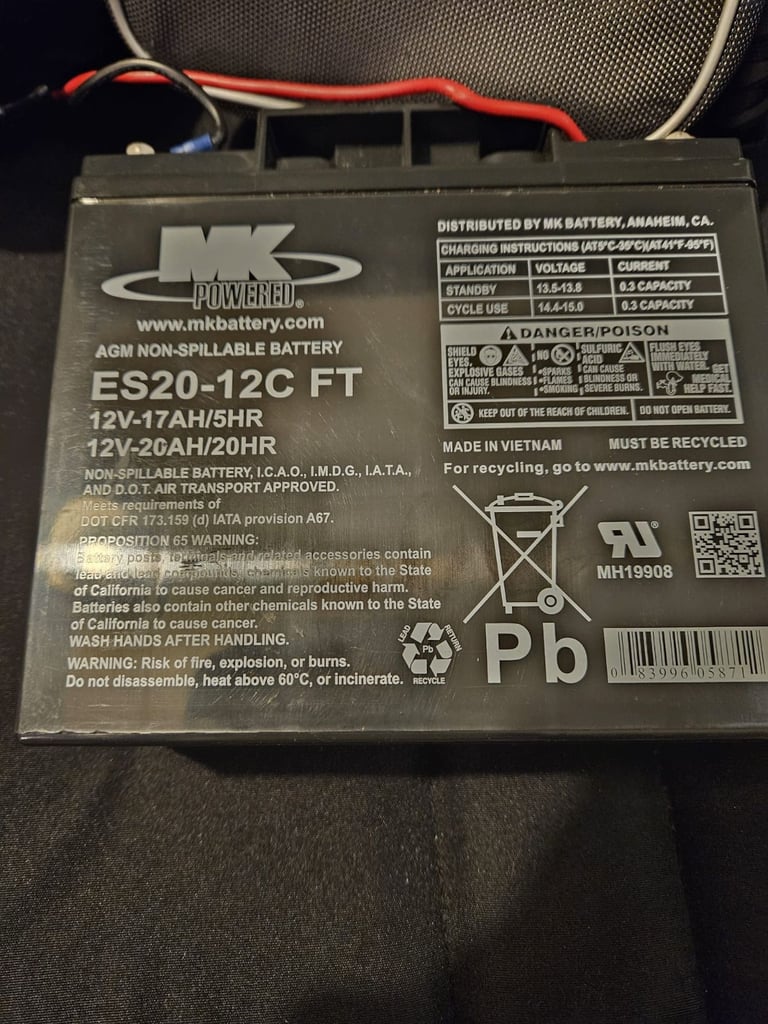 MK
POWERED®
www.mkbattery.com
AGM NON-SPILLABLE BATTERY
ES20-12C FT
12V-17AH/5HR
12V-20AH/20HR
NON-SPILLABLE BATTERY, I.C.A.O., I.M.D.G., I.A.T.A.,
AND D.O.T. AIR TRANSPORT APPROVED.
Meets requirements of
DOT CFR 173.159 (d) IATA provision A67.
PROPOSITION 65 WARNING:
Battery posts, terminals and related accessories contain
lead and lead compounds, chemicals known to the State
of California to cause cancer and reproductive harm.
Batteries also contain other chemicals known to the State
of California to cause cancer.
WASH HANDS AFTER HANDLING.
WARNING: Risk of fire, explosion, or burns.
Do not disassemble, heat above 60°C, or incinerate.
LEAD
RETURN
Pb
RECYCLE
DISTRIBUTED BY MK BATTERY, ANAHEIM, CA.
CHARGING INSTRUCTIONS (AT5°C-35°C)(AT41°F-95°F)
APPLICATION VOLTAGE CURRENT
STANDBY 13.5-13.8 0.3 CAPACITY
CYCLE USE 14.4-15.0 0.3 CAPACITY
DANGER/POISON
SHIELD
EYES.
EXPLOSIVE GASES
CAN CAUSE BLINDNESS
OR INJURY.
NO
•SPARKS
•FLAMES
•SMOKING
SULFURIC
ACID
CAN CAUSE
BLINDNESS OR
SEVERE BURNS.
FLUSH EYES
IMMEDIATELY
WITH WATER.
GET
MEDICAL
HELP FAST.
KEEP OUT OF THE REACH OF CHILDREN. DO NOT OPEN BATTERY.
MADE IN VIETNAM MUST BE RECYCLED
For recycling, go to www.mkbattery.com
Pb
RU®
MH19908
0 83996 05871